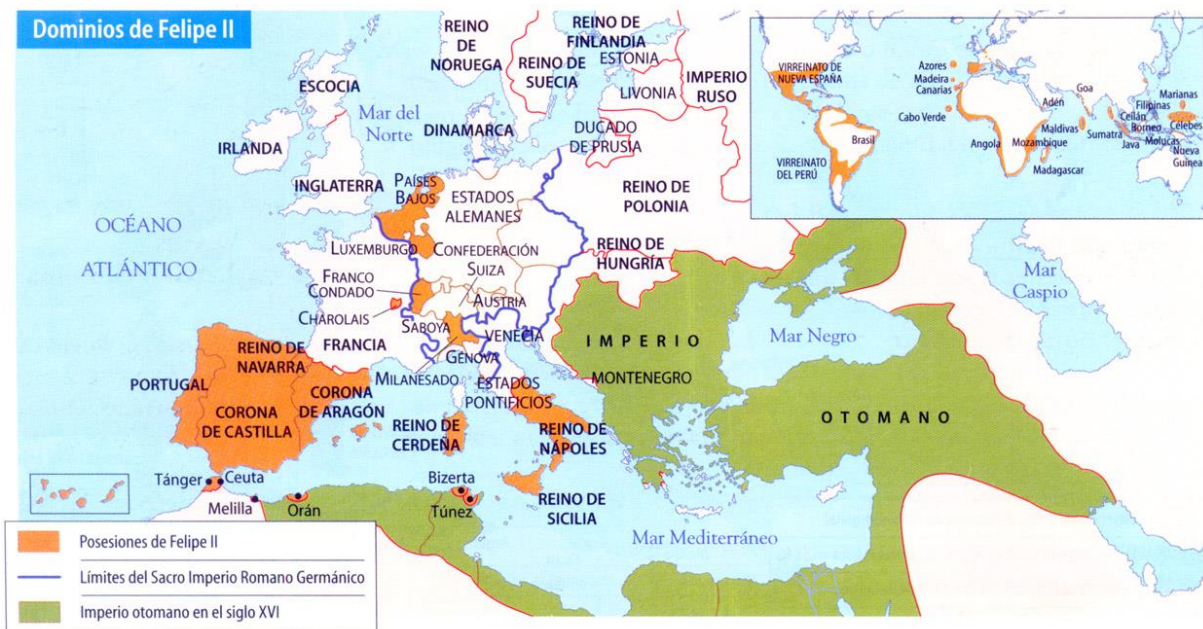 Dominios de Felipe II
REINO
DE
NORUEGA
REINO DE
SUECIA
REINO DE
FINLANDIA
ESTONIA
LIVONIA
IMPERIO
RUSO
ESCOCIA
Mar del
Norte
DINAMARCA
DUCADO
DE PRUSIA
IRLANDA
INGLATERRA
PAÍSES
BAJOS
ESTADOS
ALEMANES
REINO DE
POLONIA
OCÉANO
ATLÁNTICO
LUXEMBURGO
CONFEDERACIÓN
SUIZA
REINO DE
HUNGRÍA
FRANCO
CONDADO
AUSTRIA
CHAROLAIS
SABOYA
VENECIA
FRANCIA
GÉNOVA
MILANESADO
ESTADOS
PONTIFICIOS
IMPERIO
MONTENEGRO
OTOMANO
Mar Negro
Mar
Caspio
REINO DE
NAVARRA
PORTUGAL
CORONA
DE ARAGÓN
CORONA
DE CASTILLA
REINO DE
CERDEÑA
REINO DE
NÁPOLES
REINO DE
SICILIA
Tánger
Ceuta
Melilla
Orán
Bizerta
Túnez
Mar Mediterráneo
VIRREINATO DE
NUEVA ESPAÑA
Azores
Madeira
Canarias
Cabo Verde
Brasil
VIRREINATO
DEL PERÚ
Angola
Mozambique
Madagascar
Adén
Goa
Maldivas
Ceilán
Sumatra
Java
Borneo
Filipinas
Marianas
Célebes
Molucas
Nueva
Guinea
Posesiones de Felipe II
Límites del Sacro Imperio Romano Germánico
Imperio otomano en el siglo XVI